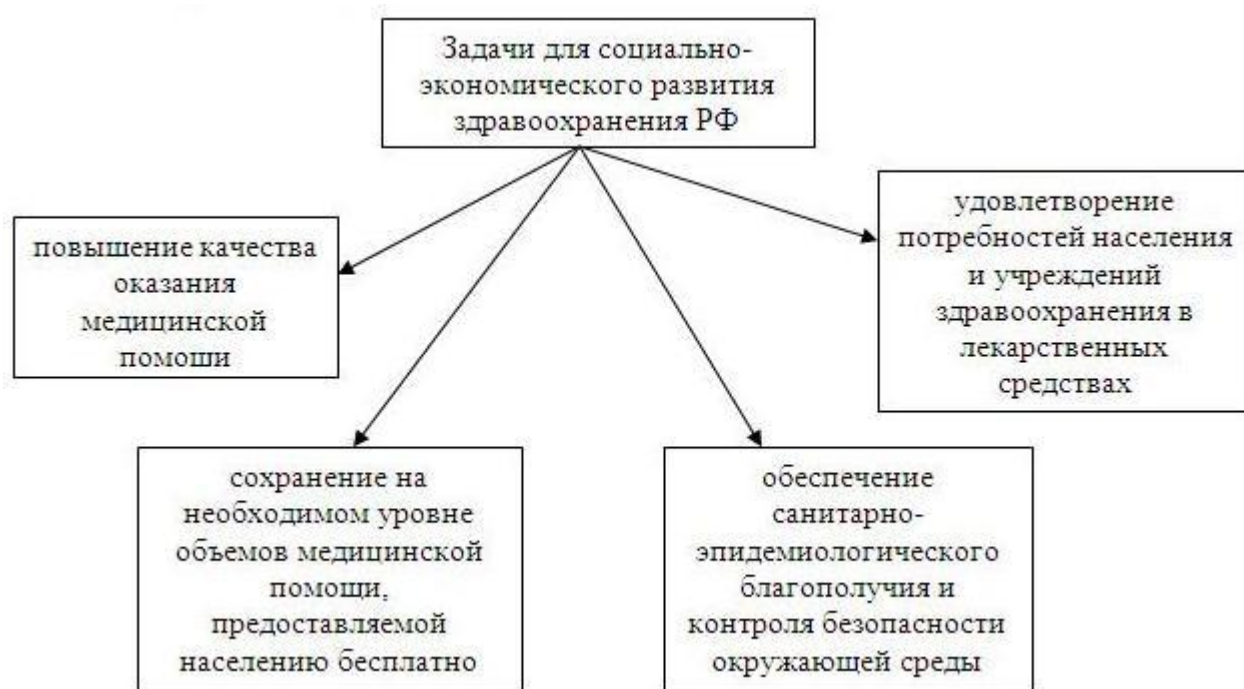 Задачи для социально-
экономического развития
здравоохранения РФ
повышение качества
оказания
медицинской
помоши
сохранение на
необходимом уровне
объемов медицинской
помощи,
предоставляемой
населению бесплатно
обеспечение
санитарно-
эпидемиологического
благополучия и
контроля безопасности
окружающей среды
удовлетворение
потребностей населения
и учреждений
здравоохранения в
лекарственных
средствах